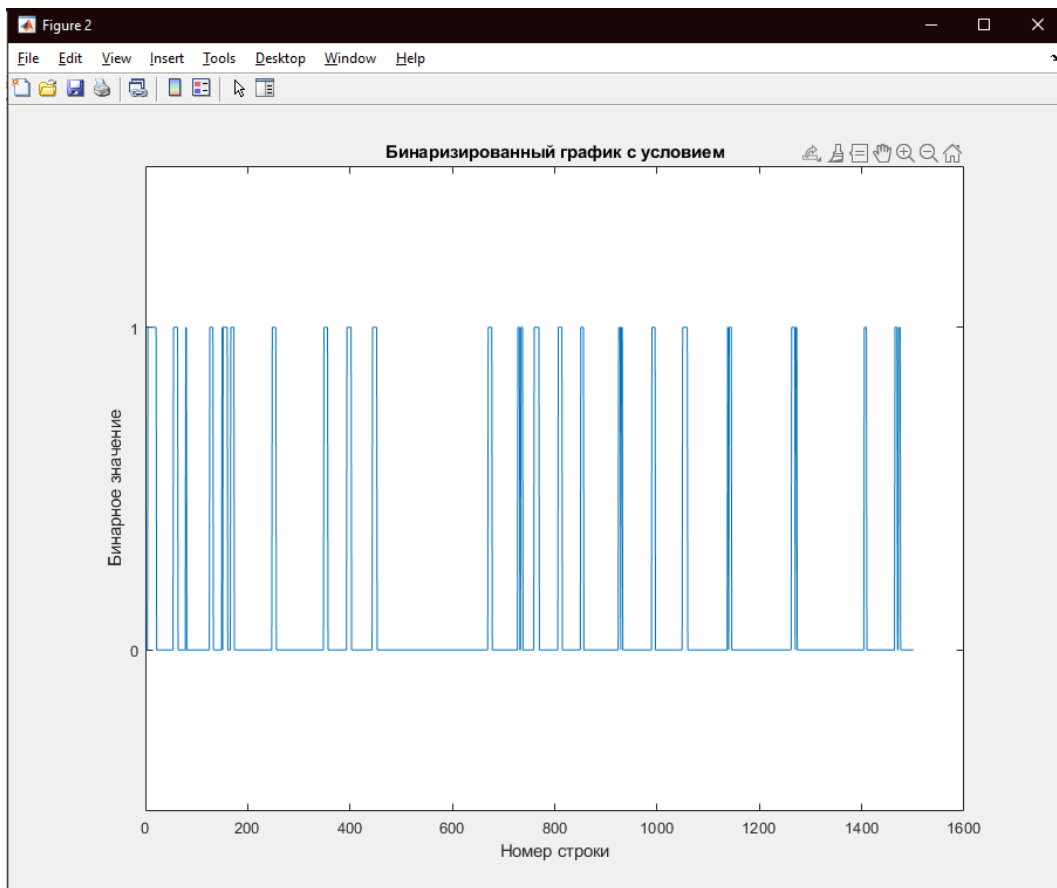 Figure 2
File Edit View Insert Tools Desktop Window Help
Бинаризированный график с условием
1
0
Бинарное значение
0 200 400 600 800 1000 1200 1400 1600
Номер строки